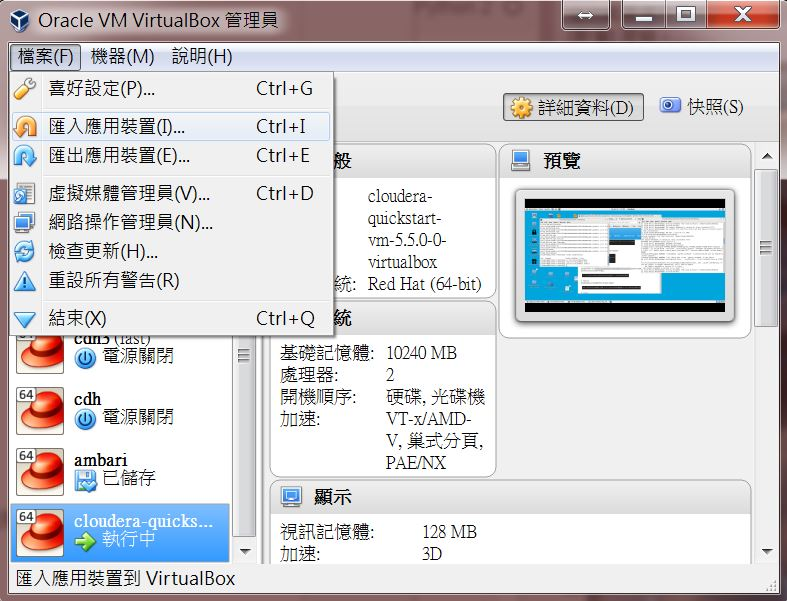 Oracle VM VirtualBox 管理員
檔案(F) 機器(M) 說明(H)
喜好設定(P)... Ctrl+G
匯入應用裝置(I)... Ctrl+I
匯出應用裝置(E)... Ctrl+E
虛擬媒體管理員(V)... Ctrl+D
網路操作管理員(N)...
檢查更新(H)...
重設所有警告(R)
結束(X) Ctrl+Q
詳細資料(D) 快照(S)
64
cdh5 (fast)
電源關閉
64
cdh
電源關閉
64
ambari
已儲存
64
cloudera-quicks...
執行中
般
cloudera-
quickstart-
vm-5.5.0-0-
virtualbox
統: Red Hat (64-bit)
統
基礎記憶體: 10240 MB
處理器: 2
開機順序: 硬碟, 光碟機
加速: VT-x/AMD-
V, 巢式分頁,
PAE/NX
顯示
視訊記憶體: 128 MB
加速: 3D
預覽
匯入應用裝置到 VirtualBox